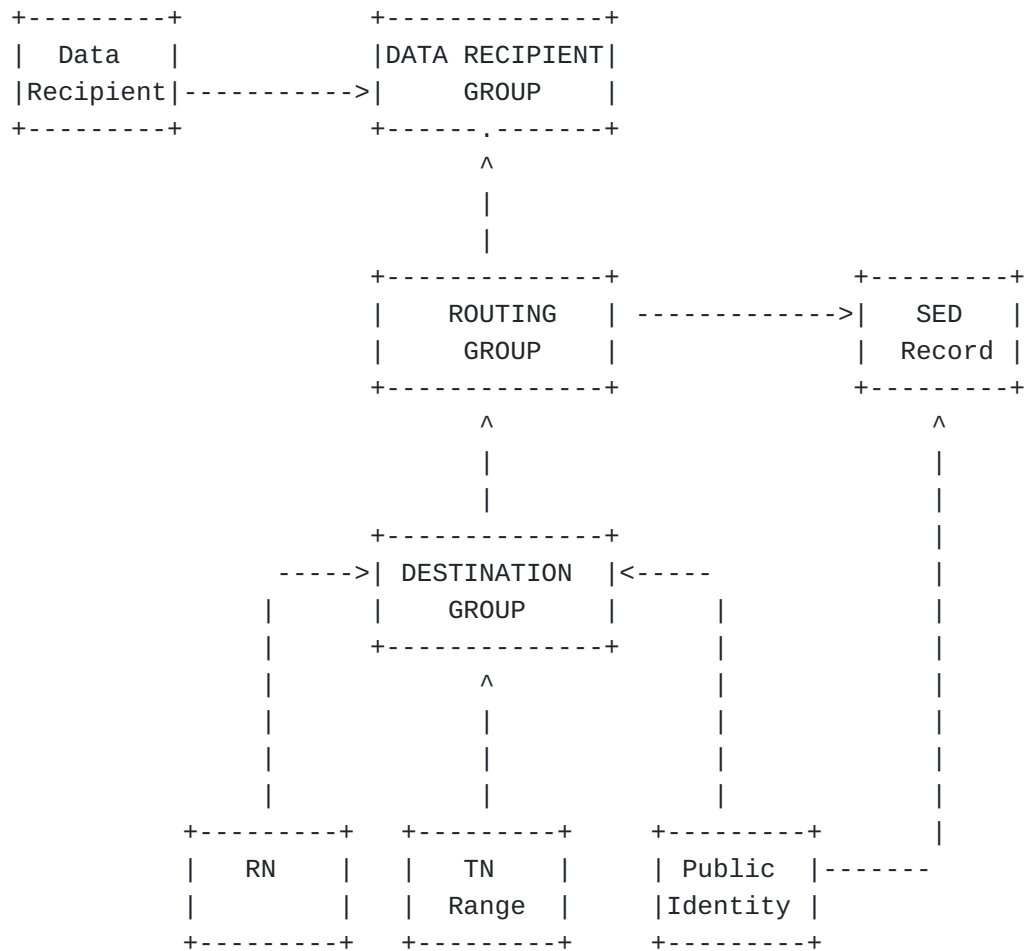 Data
Recipient
DATA RECIPIENT
GROUP
ROUTING
GROUP
SED
Record
DESTINATION
GROUP
RN
TN
Range
Public
Identity